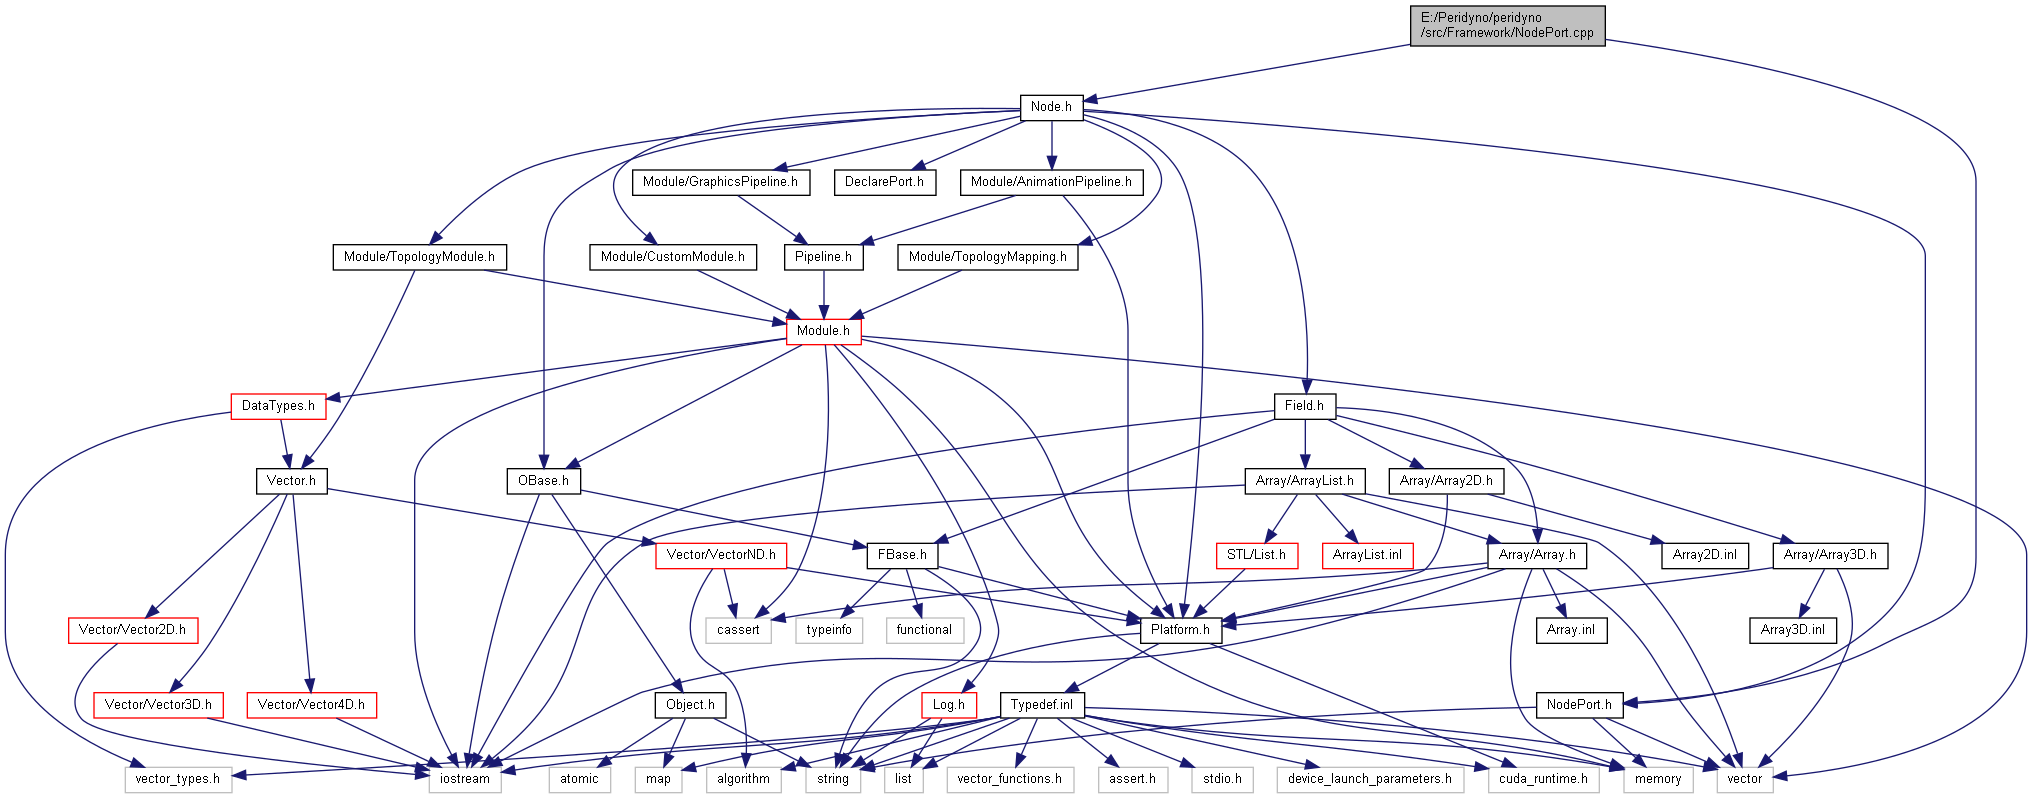 E:/Peridyno/peridyno
/src/Framework/NodePort.cpp
Node.h
Module/GraphicsPipeline.h
DeclarePort.h
Module/AnimationPipeline.h
Module/TopologyModule.h
Module/CustomModule.h
Pipeline.h
Module/TopologyMapping.h
Module.h
DataTypes.h
Field.h
Vector.h
OBase.h
Array/ArrayList.h
Array/Array2D.h
Vector/VectorND.h
FBase.h
STL/List.h
ArrayList.inl
Array/Array.h
Array2D.inl
Array/Array3D.h
Vector/Vector2D.h
cassert
typeinfo
functional
Platform.h
Array.inl
Array3D.inl
Vector/Vector3D.h
Vector/Vector4D.h
Object.h
Log.h
Typedef.inl
NodePort.h
vector_types.h
iostream
atomic
map
algorithm
string
list
vector_functions.h
assert.h
stdio.h
device_launch_parameters.h
cuda_runtime.h
memory
vector